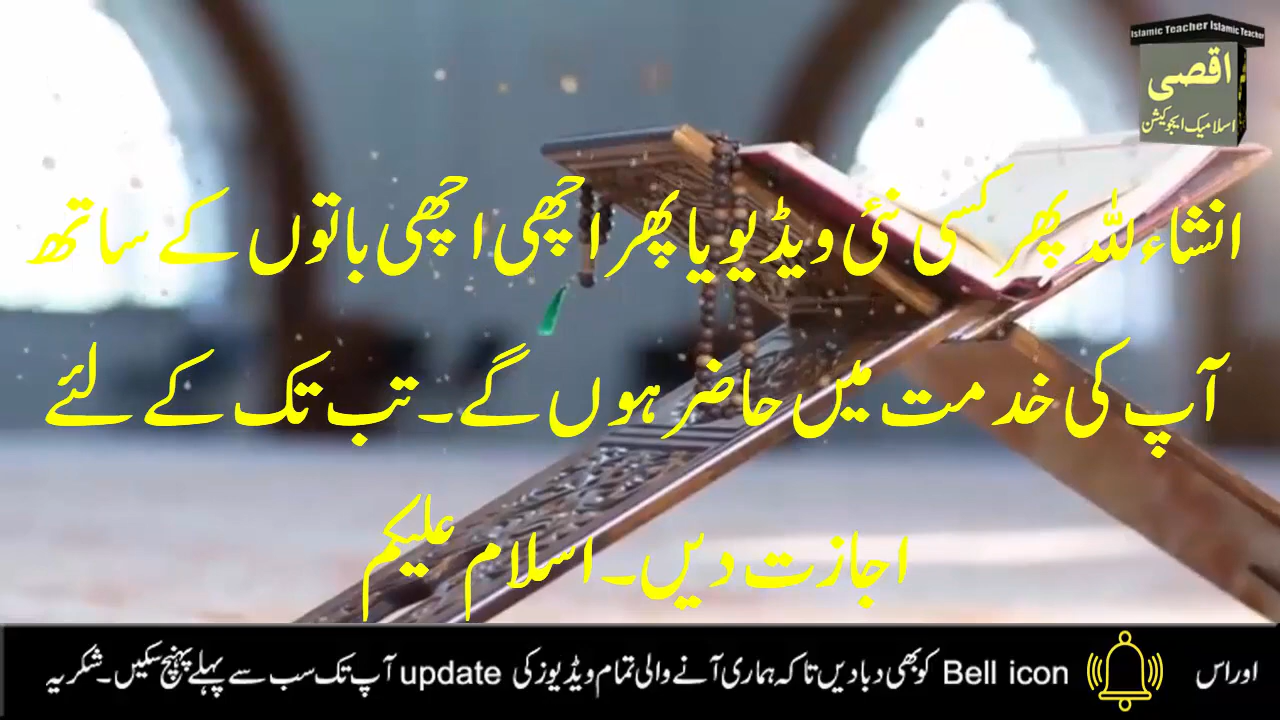 Islamic Teacher Islamic Teacher
اقصی
اسلامیک ایجوکیشن
انشاءللہ پھر کسی نئی ویڈیو یا پھر اچھی اچھی باتوں کے ساتھ
آپ کی خدمت میں حاضر ہوں گے۔ تب تک کے لئے
اجازت دیں۔ اسلام علیکم
اور اس Bell icon کو بھی دبا دیں تاکہ ہماری آنے والی تمام ویڈیوز کی update آپ تک سب سے پہلے پہنچ سکیں۔ شکریہ